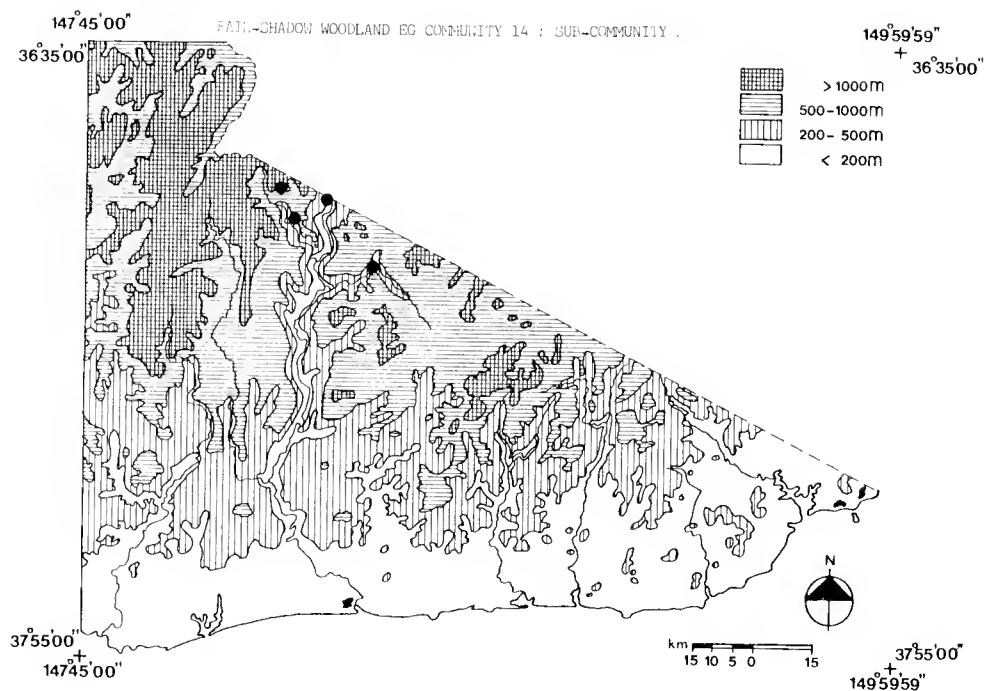 RAIN-SHADOW WOODLAND EG COMMUNITY 14 : SUB-COMMUNITY .
147°45'00"
36°35'00"
149°59'59"
36°35'00"
> 1000m
500-1000m
200-500m
< 200m
N
km
15 10 5 0 15
37°55'00"
147°45'00"
37°55'00"
149°59'59"